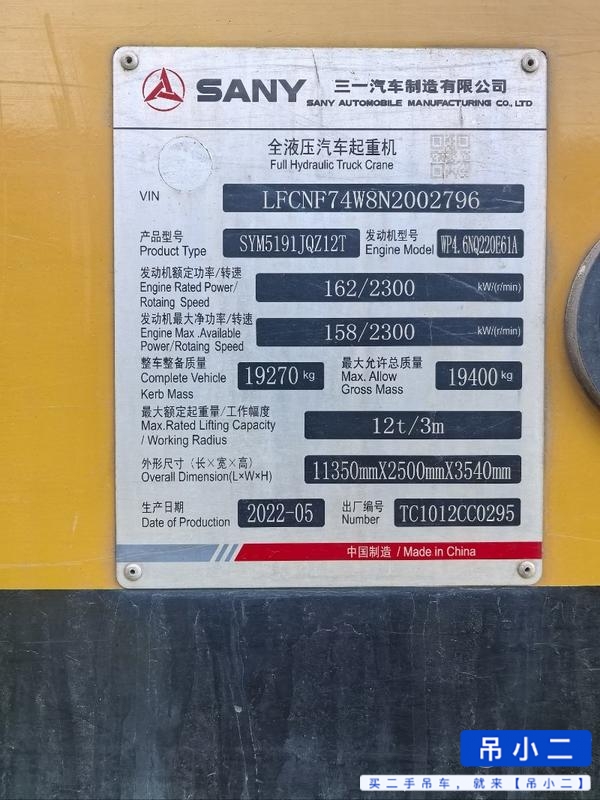 SANY 三一汽车制造有限公司
SANY AUTOMOBILE MANUFACTURING CO., LTD
全液压汽车起重机
Full Hydraulic Truck Crane
VIN LFCNF74W8N2002796
产品型号 SYM5191JQZ12T 发动机型号 WP4.6NQ220E61A
Product Type Engine Model
发动机额定功率/转速
Engine Rated Power/ 162/2300 kW/(r/min)
Rotaing Speed
发动机最大净功率/转速
Engine Max .Available 158/2300 kW/(r/min)
Power/Rotaing Speed
整车整备质量 最大允许总质量
Complete Vehicle 19270 kg Max. Allow 19400 kg
Kerb Mass Gross Mass
最大额定起重量/工作幅度
Max.Rated Lifting Capacity 12t/3m
/ Working Radius
外形尺寸（长×宽×高） 11350mmX2500mmX3540mm
Overall Dimension(L×W×H)
生产日期 2022-05 出厂编号 TC1012CC0295
Date of Production Number
中国制造 / Made in China
吊小二
买二手吊车，就来【吊小二】